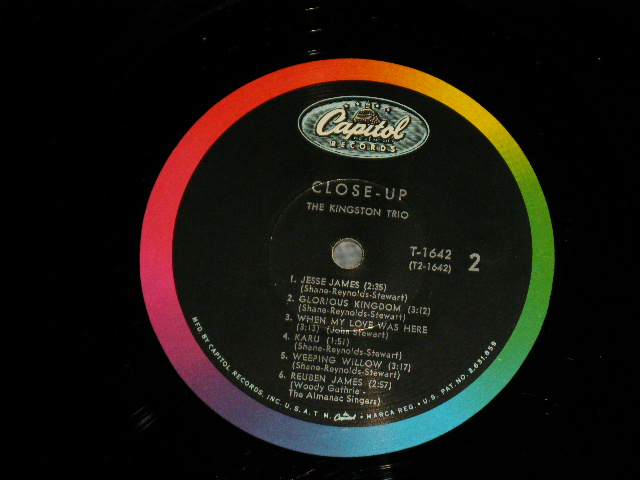 Capitol
RECORDS
CLOSE-UP
THE KINGSTON TRIO
T-1642
(T2-1642)
2
1. JESSE JAMES (2:35)
(Shane-Reynolds-Stewart)
2. GLORIOUS KINGDOM (3:12)
(Shane-Reynolds-Stewart)
3. WHEN MY LOVE WAS HERE
(3:13) (John Stewart)
4. KARU (1:51)
(Shane-Reynolds-Stewart)
5. WEEPING WILLOW (3:17)
(Shane-Reynolds-Stewart)
6. REUBEN JAMES (2:57)
(Woody Guthrie-
The Almanac Singers)
MFD. BY CAPITOL RECORDS, INC. U.S.A. T.M. Capitol • MARCA REG. • U.S. PAT. NO. 2,631,859